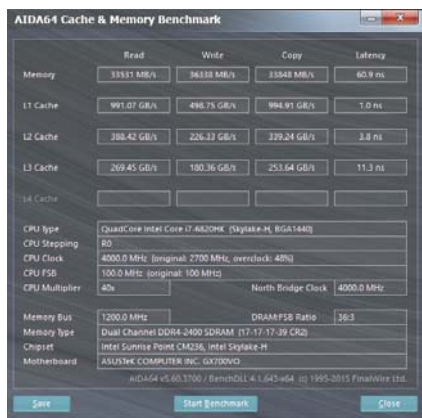 AIDA64 Cache & Memory Benchmark
Read Write Copy Latency
Memory 33531 MB/s 36338 MB/s 33848 MB/s 60.9 ns
L1 Cache 991.07 GB/s 498.75 GB/s 994.91 GB/s 1.0 ns
L2 Cache 388.42 GB/s 226.33 GB/s 339.24 GB/s 3.8 ns
L3 Cache 269.45 GB/s 180.36 GB/s 253.64 GB/s 11.3 ns
L4 Cache
CPU Type QuadCore Intel Core i7-6820HK (Skylake-H, BGA1440)
CPU Stepping R0
CPU Clock 4000.0 MHz (original: 2700 MHz, overclock: 48%)
CPU FSB 100.0 MHz (original: 100 MHz)
CPU Multiplier 40x North Bridge Clock 4000.0 MHz
Memory Bus 1200.0 MHz DRAM:FSB Ratio 36:3
Memory Type Dual Channel DDR4-2400 SDRAM (17-17-17-39 CR2)
Chipset Intel Sunrise Point CM236, Intel Skylake-H
Motherboard ASUSTeK COMPUTER INC. GX700VO
AIDA64 v5.60.3700 / BenchDLL 4.1.643-x64 (c) 1995-2015 FinalWire Ltd.
Save Start Benchmark Close